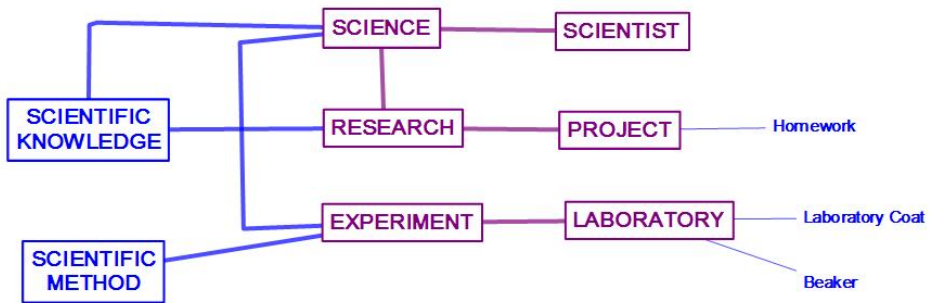 SCIENCE
SCIENTIST
SCIENTIFIC
KNOWLEDGE
RESEARCH
PROJECT
Homework
EXPERIMENT
LABORATORY
Laboratory Coat
SCIENTIFIC
METHOD
Beaker